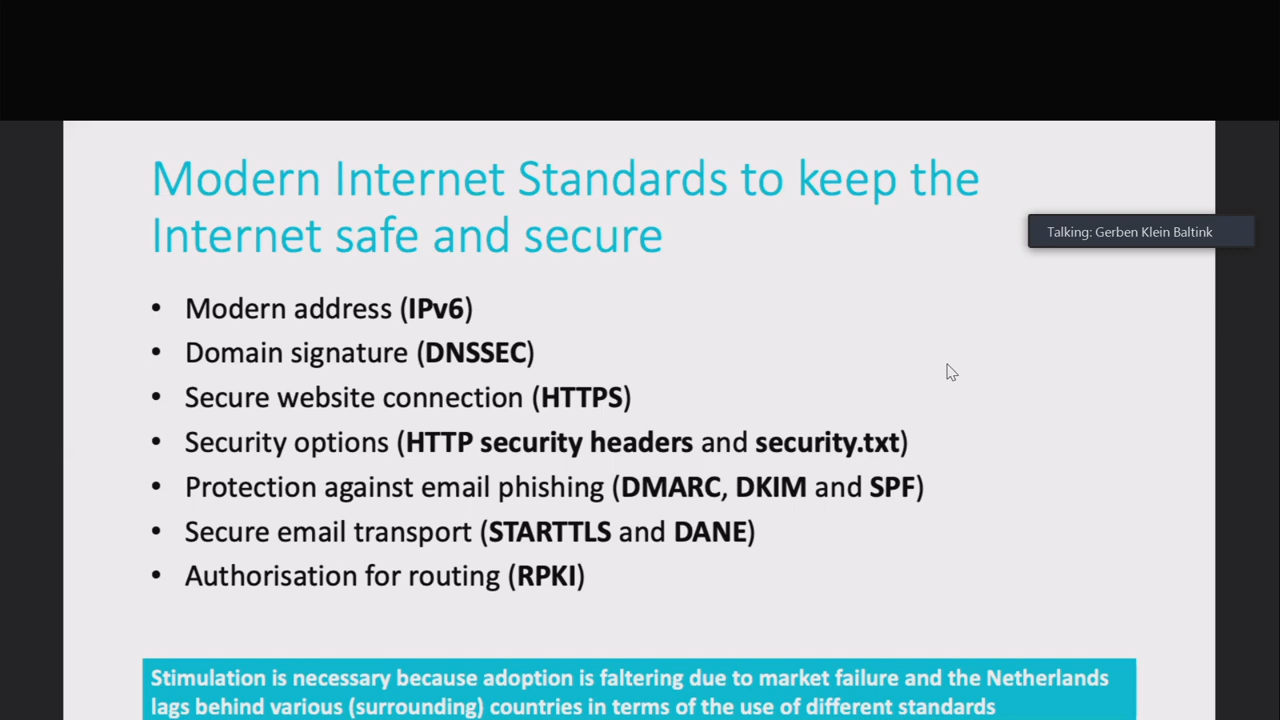 Modern Internet Standards to keep the
Internet safe and secure
Talking: Gerben Klein Baltink
• Modern address (IPv6)
• Domain signature (DNSSEC)
• Secure website connection (HTTPS)
• Security options (HTTP security headers and security.txt)
• Protection against email phishing (DMARC, DKIM and SPF)
• Secure email transport (STARTTLS and DANE)
• Authorisation for routing (RPKI)
Stimulation is necessary because adoption is faltering due to market failure and the Netherlands
lags behind various (surrounding) countries in terms of the use of different standards